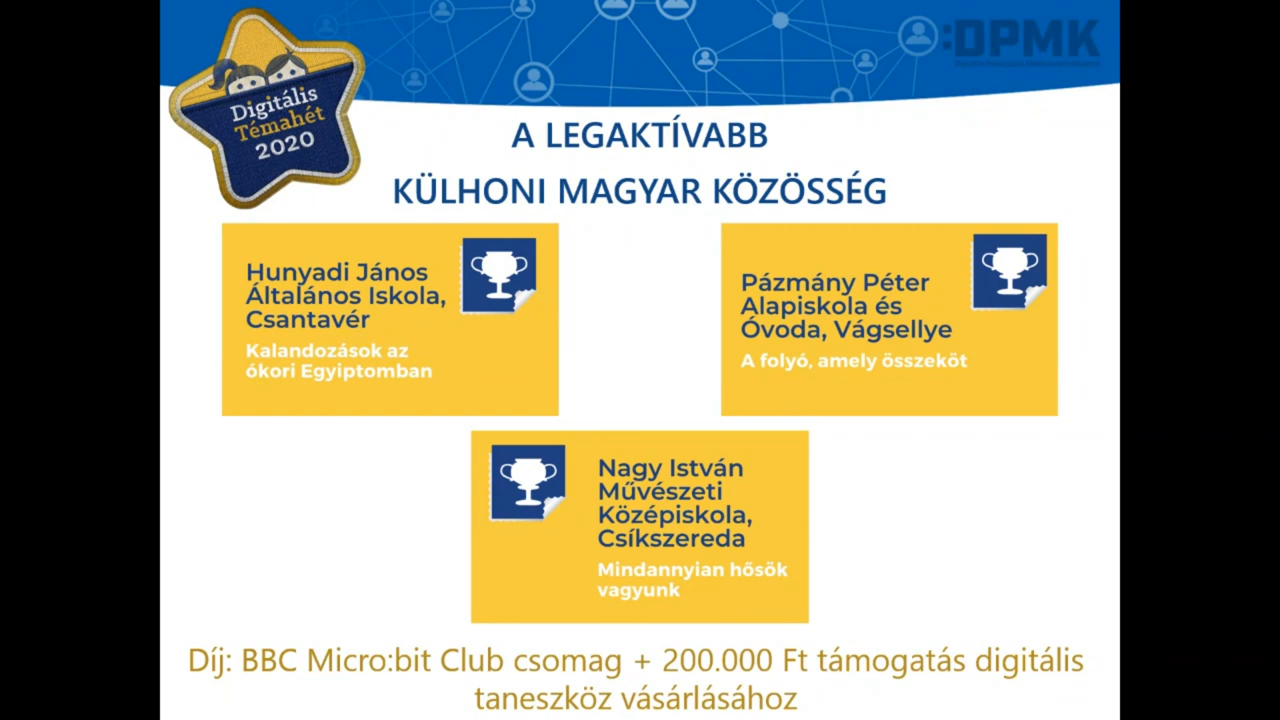 Digitális
Témahét
2020
:DPMK
A LEGAKTÍVABB
KÜLHONI MAGYAR KÖZÖSSÉG
Hunyadi János
Általános Iskola,
Csantavér
Kalandozások az
ókori Egyiptomban
Pázmány Péter
Alapiskola és
Óvoda, Vágsellye
A folyó, amely összeköt
Nagy István
Művészeti
Középiskola,
Csíkszereda
Mindannyian hősök
vagyunk
Díj: BBC Micro:bit Club csomag + 200.000 Ft támogatás digitális
taneszköz vásárlásához